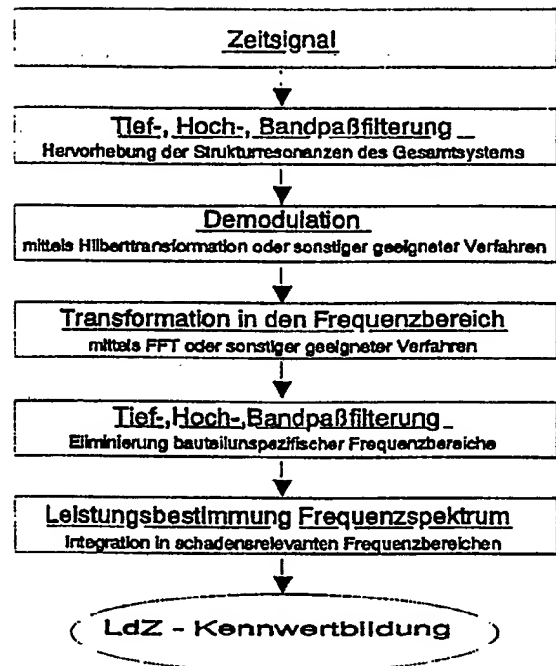 Zeitsignal
Tief-, Hoch-, Bandpaßfilterung
Hervorhebung der Strukturresonanzen des Gesamtsystems
Demodulation
mittels Hilberttransformation oder sonstiger geeigneter Verfahren
Transformation in den Frequenzbereich
mittels FFT oder sonstiger geeigneter Verfahren
Tief-,Hoch-,Bandpaßfilterung
Eliminierung bauteilunspezifischer Frequenzbereiche
Leistungsbestimmung Frequenzspektrum
Integration in schadensrelevanten Frequenzbereichen
LdZ - Kennwertbildung